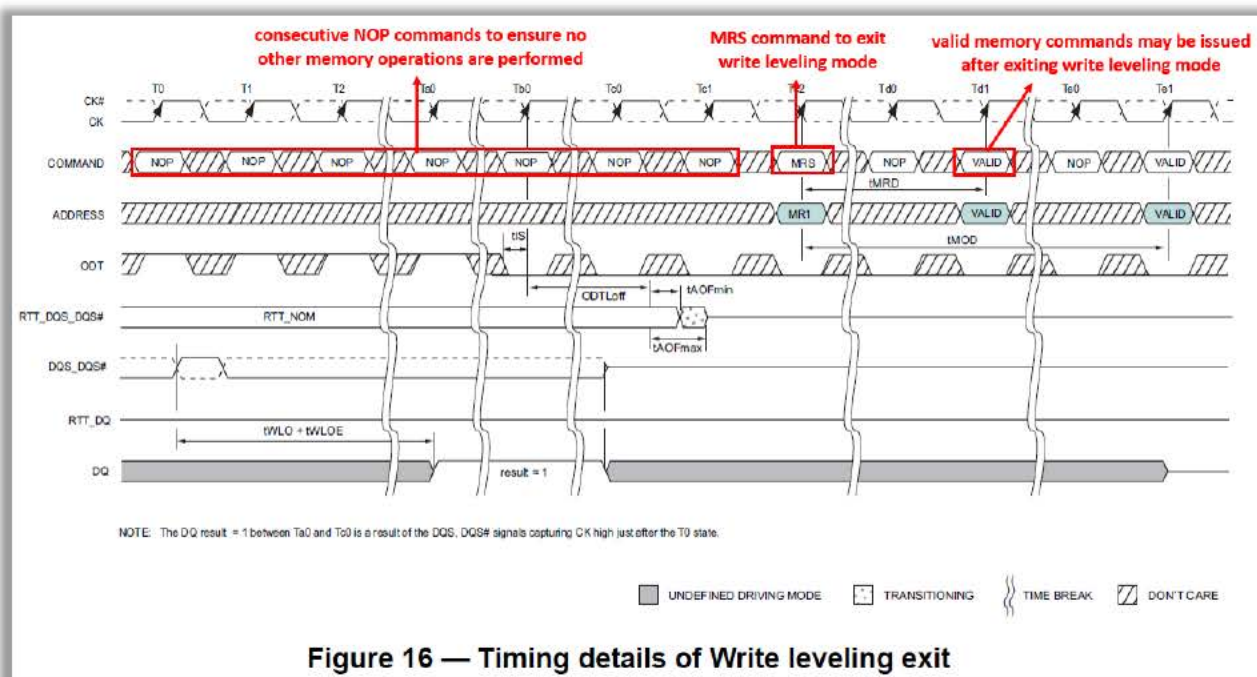 consecutive NOP commands to ensure no
other memory operations are performed
MRS command to exit
write leveling mode
valid memory commands may be issued
after exiting write leveling mode
T0 T1 T2 Ta0 Tb0 Tc0 Tc1 Tc2 Td0 Td1 Te0 Te1
CK#
CK
COMMAND NOP NOP NOP NOP NOP NOP NOP MRS NOP VALID NOP VALID
tMRD
ADDRESS MR1 VALID VALID
tIS tMOD
ODT
ODTLoff tAOFmin
RTT_DQS_DQS# RTT_NOM
tAOFmax
DQS_DQS#
RTT_DQ
tWLO + tWLOE
DQ result = 1
NOTE: The DQ result = 1 between Ta0 and Tc0 is a result of the DQS, DQS# signals capturing CK high just after the T0 state.
UNDEFINED DRIVING MODE TRANSITIONING TIME BREAK DON'T CARE
Figure 16 — Timing details of Write leveling exit